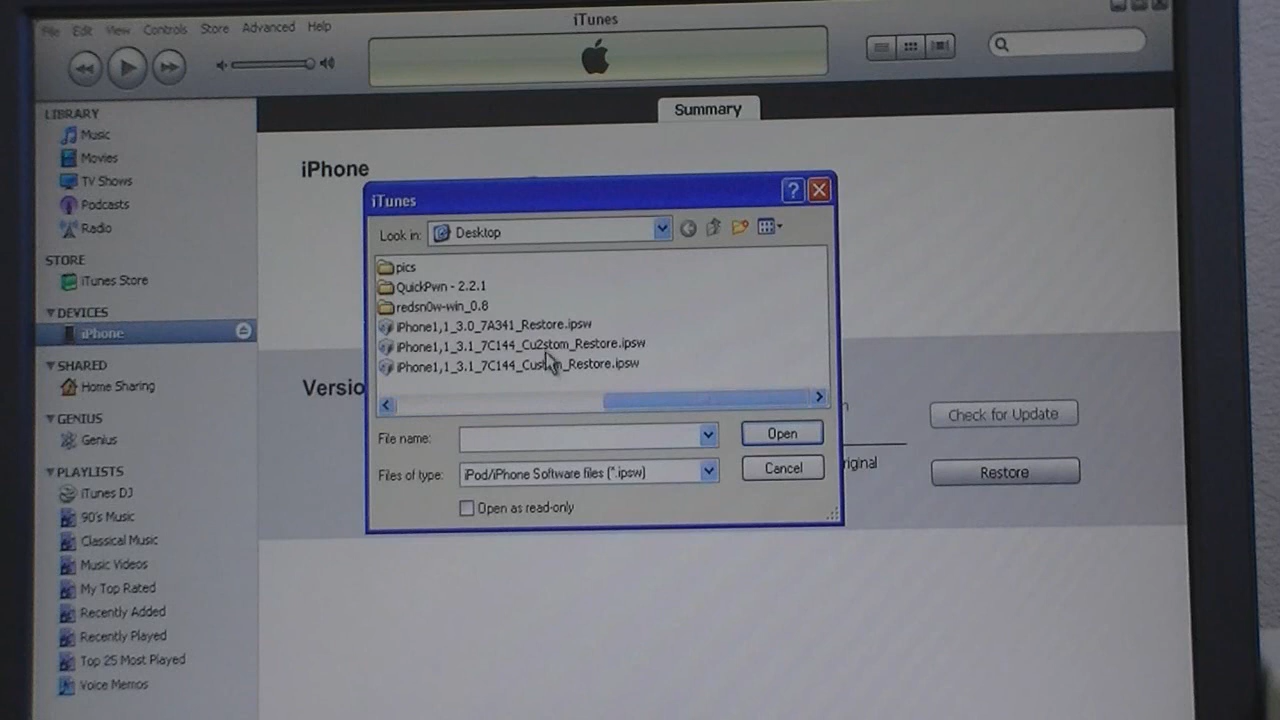 iTunes
File Edit View Controls Store Advanced Help
Summary
LIBRARY
Music
Movies
TV Shows
Podcasts
Radio
STORE
iTunes Store
DEVICES
iPhone
SHARED
Home Sharing
GENIUS
Genius
PLAYLISTS
iTunes DJ
90's Music
Classical Music
Music Videos
My Top Rated
Recently Added
Recently Played
Top 25 Most Played
Voice Memos
iPhone
Versio
Check for Update
riginal
Restore
iTunes
Look in: Desktop
pics
QuickPwn - 2.2.1
redsn0w-win_0.8
iPhone1,1_3.0_7A341_Restore.ipsw
iPhone1,1_3.1_7C144_Cu2stom_Restore.ipsw
iPhone1,1_3.1_7C144_Custom_Restore.ipsw
File name:
Open
Files of type: iPod/iPhone Software files (*.ipsw)
Cancel
Open as read-only